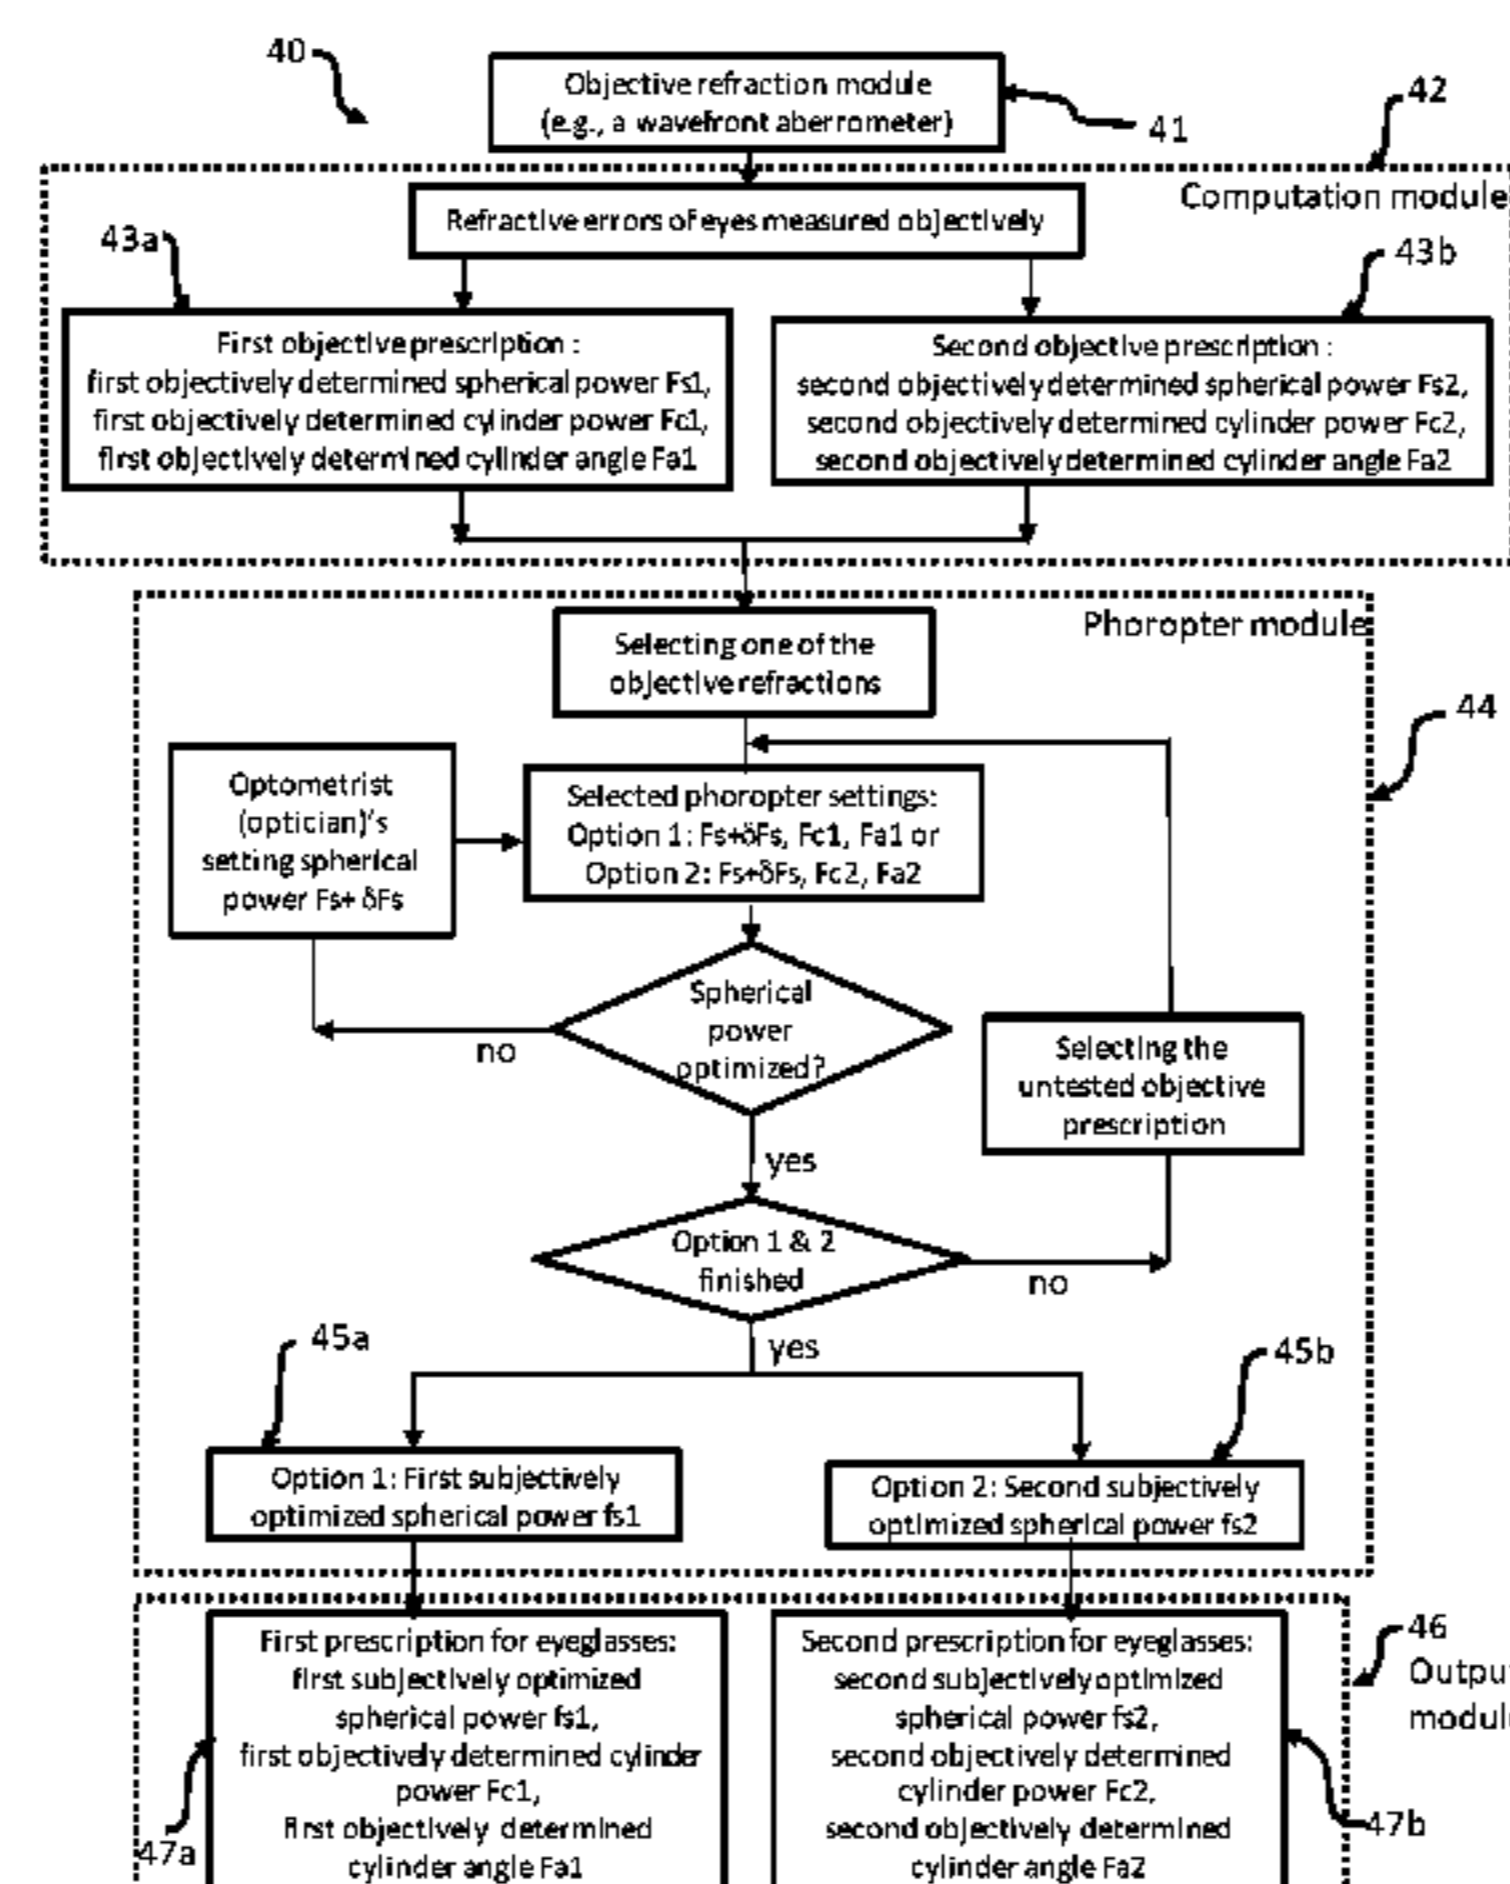 40
Objective refraction module
(e.g., a wavefront aberrometer)
41
42
Computation module
Refractive errors of eyes measured objectively
43a
43b
First objective prescription :
first objectively determined spherical power Fs1,
first objectively determined cylinder power Fc1,
first objectively determined cylinder angle Fa1
Second objective prescription :
second objectively determined spherical power Fs2,
second objectively determined cylinder power Fc2,
second objectively determined cylinder angle Fa2
Phoropter module
Selecting one of the
objective refractions
44
Optometrist
(optician)'s
setting spherical
power Fs+ δFs
Selected phoropter settings:
Option 1: Fs+δFs, Fc1, Fa1 or
Option 2: Fs+δFs, Fc2, Fa2
Spherical
power
optimized?
no
Selecting the
untested objective
prescription
yes
Option 1 & 2
finished
no
yes
45a
45b
Option 1: First subjectively
optimized spherical power fs1
Option 2: Second subjectively
optimized spherical power fs2
First prescription for eyeglasses:
first subjectively optimized
spherical power fs1,
first objectively determined cylinder
power Fc1,
first objectively determined
cylinder angle Fa1
Second prescription for eyeglasses:
second subjectively optimized
spherical power fs2,
second objectively determined
cylinder power Fc2,
second objectively determined
cylinder angle Fa2
46
Outpu
modul
47a
47b